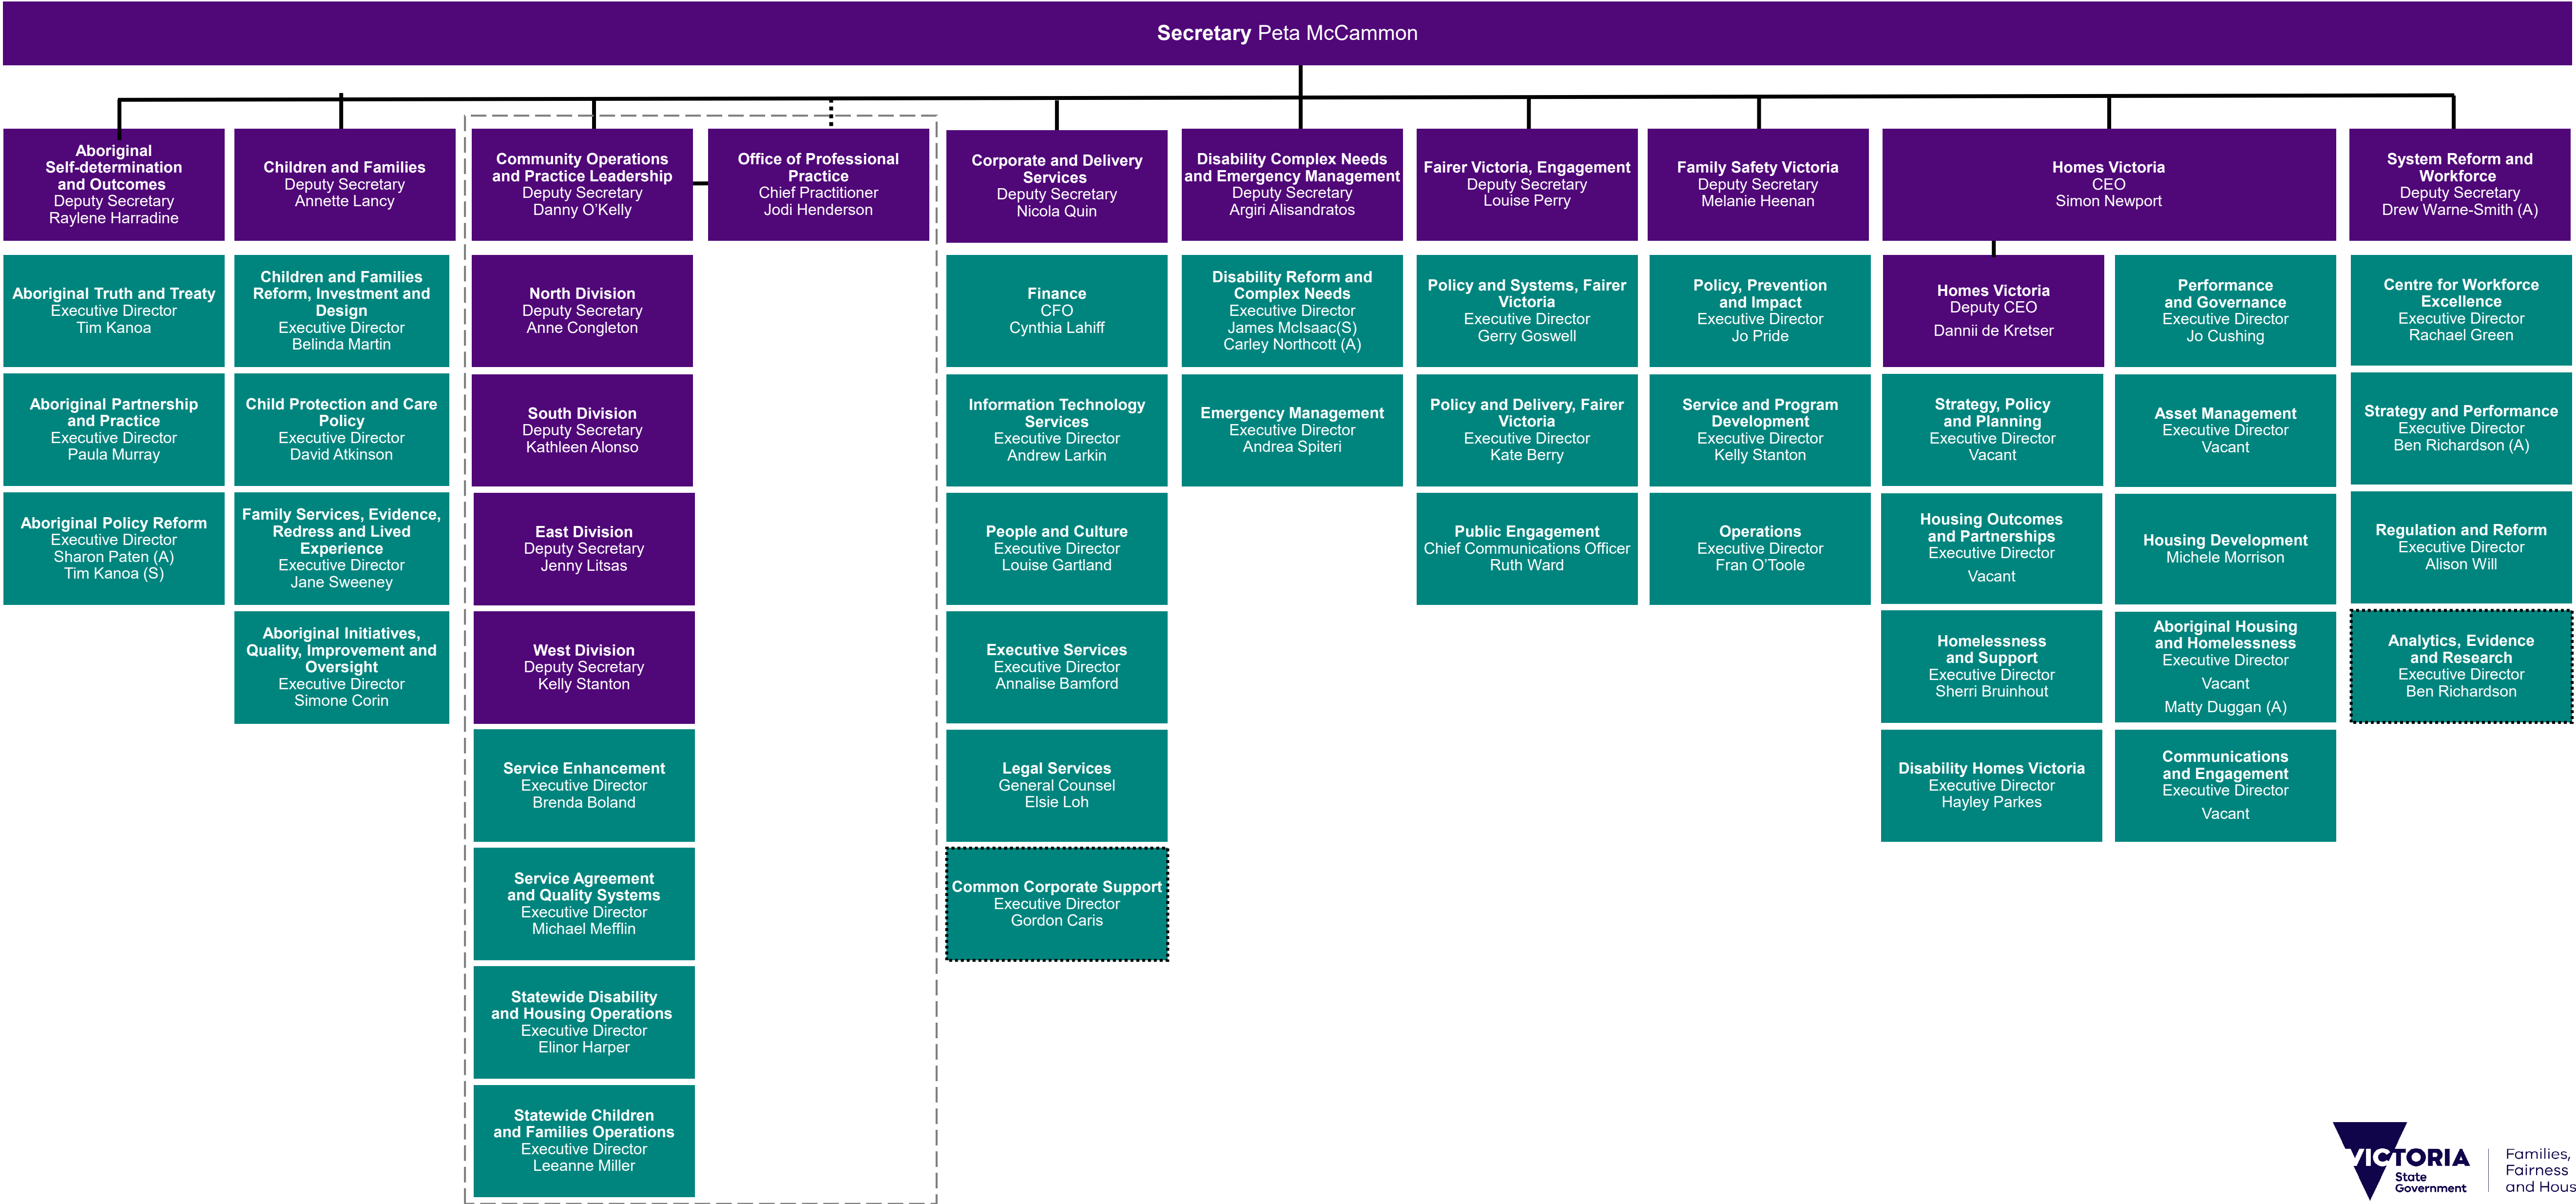 Secretary Peta McCammon
Aboriginal
Self-determination
and Outcomes
Deputy Secretary
Raylene Harradine
Children and Families
Deputy Secretary
Annette Lancy
Community Operations
and Practice Leadership
Deputy Secretary
Danny O’Kelly
Office of Professional
Practice
Chief Practitioner
Jodi Henderson
Corporate and Delivery
Services
Deputy Secretary
Nicola Quin
Disability Complex Needs
and Emergency Management
Deputy Secretary
Argiri Alisandratos
Fairer Victoria, Engagement
Deputy Secretary
Louise Perry
Family Safety Victoria
Deputy Secretary
Melanie Heenan
Homes Victoria
CEO
Simon Newport
System Reform and
Workforce
Deputy Secretary
Drew Warne-Smith (A)
Aboriginal Truth and Treaty
Executive Director
Tim Kanoa
Aboriginal Partnership
and Practice
Executive Director
Paula Murray
Aboriginal Policy Reform
Executive Director
Sharon Paten (A)
Tim Kanoa (S)
Children and Families
Reform, Investment and
Design
Executive Director
Belinda Martin
Child Protection and Care
Policy
Executive Director
David Atkinson
Family Services, Evidence,
Redress and Lived
Experience
Executive Director
Jane Sweeney
Aboriginal Initiatives,
Quality, Improvement and
Oversight
Executive Director
Simone Corin
North Division
Deputy Secretary
Anne Congleton
South Division
Deputy Secretary
Kathleen Alonso
East Division
Deputy Secretary
Jenny Litsas
West Division
Deputy Secretary
Kelly Stanton
Service Enhancement
Executive Director
Brenda Boland
Service Agreement
and Quality Systems
Executive Director
Michael Mefflin
Statewide Disability
and Housing Operations
Executive Director
Elinor Harper
Statewide Children
and Families Operations
Executive Director
Leeanne Miller
Finance
CFO
Cynthia Lahiff
Information Technology
Services
Executive Director
Andrew Larkin
People and Culture
Executive Director
Louise Gartland
Executive Services
Executive Director
Annalise Bamford
Legal Services
General Counsel
Elsie Loh
Common Corporate Support
Executive Director
Gordon Caris
Disability Reform and
Complex Needs
Executive Director
James McIsaac(S)
Carley Northcott (A)
Emergency Management
Executive Director
Andrea Spiteri
Policy and Systems, Fairer
Victoria
Executive Director
Gerry Goswell
Policy and Delivery, Fairer
Victoria
Executive Director
Kate Berry
Public Engagement
Chief Communications Officer
Ruth Ward
Policy, Prevention
and Impact
Executive Director
Jo Pride
Service and Program
Development
Executive Director
Kelly Stanton
Operations
Executive Director
Fran O’Toole
Homes Victoria
Deputy CEO
Dannii de Kretser
Strategy, Policy
and Planning
Executive Director
Vacant
Housing Outcomes
and Partnerships
Executive Director
Vacant
Homelessness
and Support
Executive Director
Sherri Bruinhout
Disability Homes Victoria
Executive Director
Hayley Parkes
Performance
and Governance
Executive Director
Jo Cushing
Asset Management
Executive Director
Vacant
Housing Development
Michele Morrison
Aboriginal Housing
and Homelessness
Executive Director
Vacant
Matty Duggan (A)
Communications
and Engagement
Executive Director
Vacant
Centre for Workforce
Excellence
Executive Director
Rachael Green
Strategy and Performance
Executive Director
Ben Richardson (A)
Regulation and Reform
Executive Director
Alison Will
Analytics, Evidence
and Research
Executive Director
Ben Richardson
VICTORIA
State
Government
Families,
Fairness
and Hous